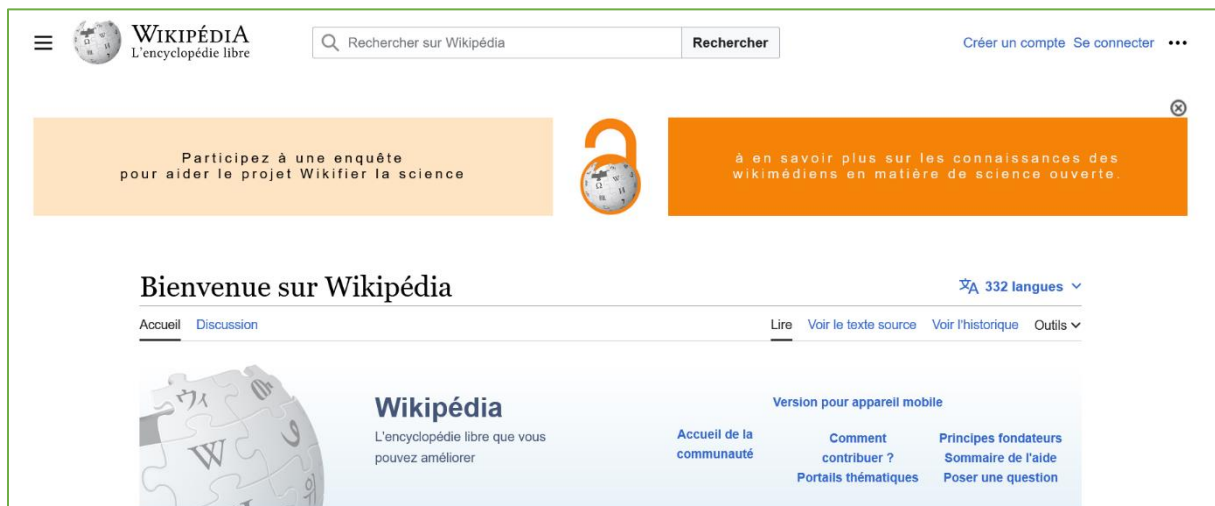 WIKIPÉDIA
L'encyclopédie libre
Rechercher sur Wikipédia
Rechercher
Créer un compte Se connecter
Participez à une enquête
pour aider le projet Wikifier la science
à en savoir plus sur les connaissances des
wikimédiens en matière de science ouverte.
Bienvenue sur Wikipédia
332 langues
Accueil Discussion
Lire Voir le texte source Voir l'historique Outils
Wikipédia
L'encyclopédie libre que vous
pouvez améliorer
Version pour appareil mobile
Accueil de la
communauté
Comment
contribuer ?
Portails thématiques
Principes fondateurs
Sommaire de l'aide
Poser une question